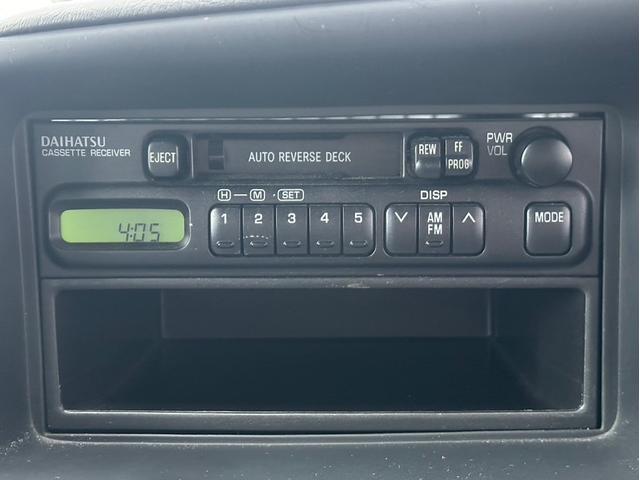 DAIHATSU
CASSETTE RECEIVER
EJECT
AUTO REVERSE DECK
REW
FF
PROG
PWR
VOL
H M SET
DISP
4:05
1 2 3 4 5
AM
FM
MODE